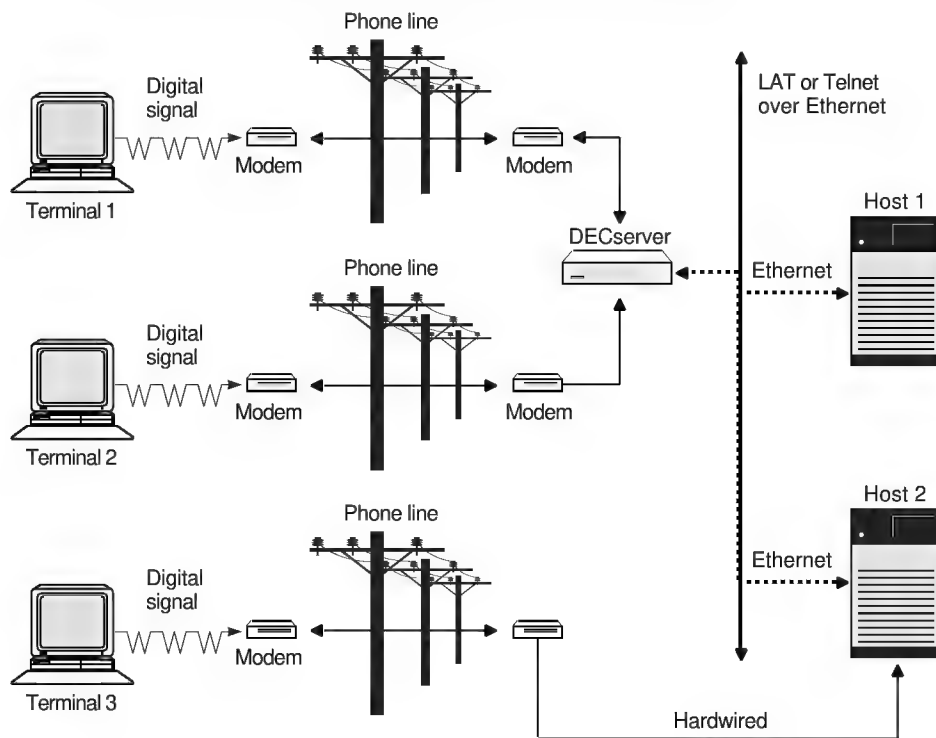 Phone line
Digital
signal
LAT or Telnet
over Ethernet
Modem
Modem
Terminal 1
Host 1
DECserver
Phone line
Ethernet
Digital
signal
Modem
Modem
Terminal 2
Host 2
Phone line
Ethernet
Digital
signal
Modem
Terminal 3
Hardwired